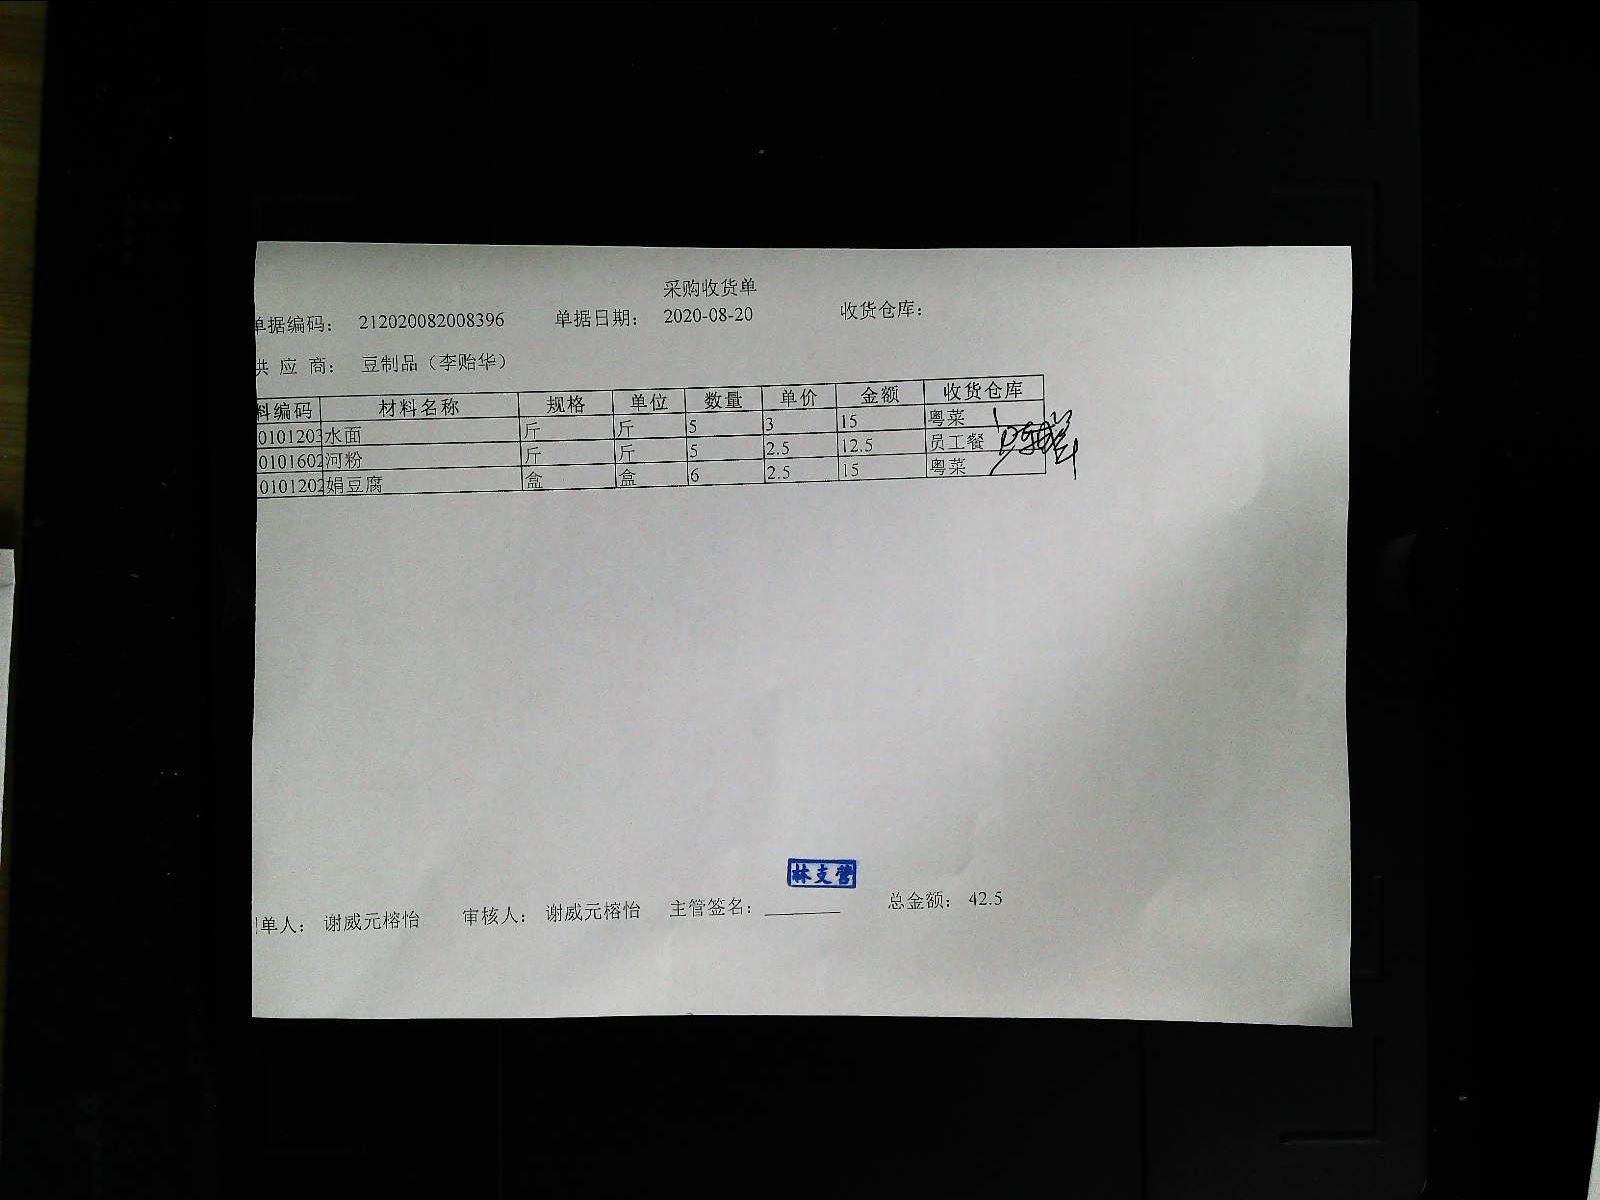 采购收货单
单据编码： 212020082008396 单据日期： 2020-08-20 收货仓库：
供 应 商： 豆制品（李贻华）
料编码 材料名称 规格 单位 数量 单价 金额 收货仓库
0101203 水面 斤 斤 5 3 15 粤菜
0101602 河粉 斤 斤 5 2.5 12.5 员工餐
0101202 娟豆腐 盒 盒 6 2.5 15 粤菜
林支营
单人： 谢威元榕怡 审核人： 谢威元榕怡 主管签名： 总金额： 42.5